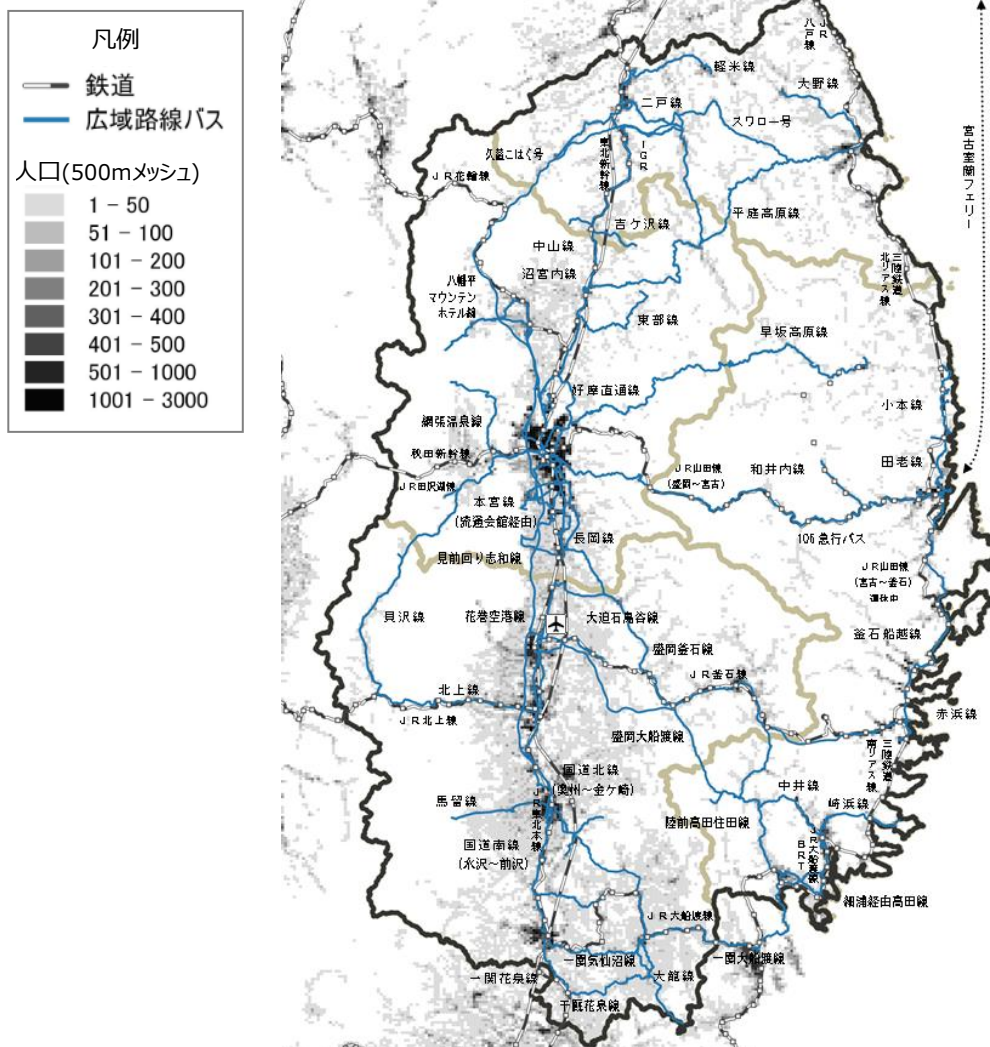 凡例
鉄道
広域路線バス
人口(500mメッシュ)
1 - 50
51 - 100
101 - 200
201 - 300
301 - 400
401 - 500
501 - 1000
1001 - 3000
JR
八戸線
軽米線
大野線
二戸線
スワロー号
宮古室蘭フェリー
久慈こはく号
東北新幹線
IGR
JR花輪線
平庭高原線
吉ケ沢線
中山線
三陸鉄道
北リアス線
沼宮内線
八幡平
マウンテン
ホテル線
東部線
早坂高原線
好摩直通線
小本線
網張温泉線
秋田新幹線
田老線
JR山田線
(盛岡～宮古)
和井内線
JR田沢湖線
本宮線
(流通会館経由)
長岡線
106急行バス
見前回り志和線
JR山田線
(宮古～釜石)
運休中
貝沢線
花巻空港線
大迫石鳥谷線
釜石船越線
盛岡釜石線
JR釜石線
北上線
JR北上線
赤浜線
盛岡大船渡線
三陸鉄道
南リアス線
国道北線
(奥州～金ケ崎)
中井線
馬留線
JR東北本線
崎浜線
陸前高田住田線
JR大船渡線
BRT
国道南線
(水沢～前沢)
細浦経由高田線
JR大船渡線
一関気仙沼線
一関大船渡線
一関花泉線
大籠線
千厩花泉線